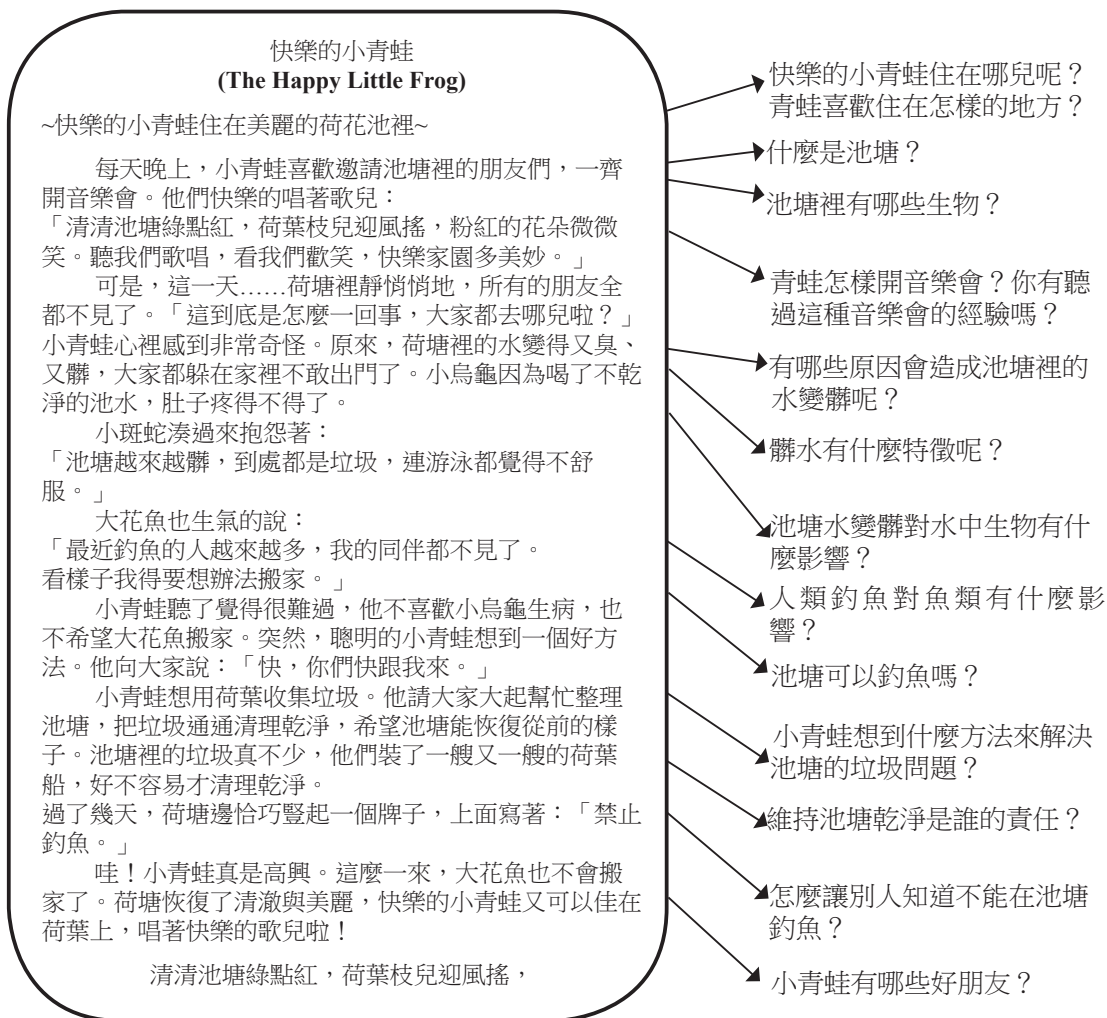 快樂的小青蛙
(The Happy Little Frog)
~快樂的小青蛙住在美麗的荷花池裡~
每天晚上，小青蛙喜歡邀請池塘裡的朋友們，一齊
開音樂會。他們快樂的唱著歌兒：
「清清池塘綠點紅，荷葉枝兒迎風搖，粉紅的花朵微微
笑。聽我們歌唱，看我們歡笑，快樂家園多美妙。」
可是，這一天……荷塘裡靜悄悄地，所有的朋友全
都不見了。「這到底是怎麼一回事，大家都去哪兒啦？」
小青蛙心裡感到非常奇怪。原來，荷塘裡的水變得又臭、
又髒，大家都躲在家裡不敢出門了。小烏龜因為喝了不乾
淨的池水，肚子疼得不得了。
小斑蛇湊過來抱怨著：
「池塘越來越髒，到處都是垃圾，連游泳都覺得不舒
服。」
大花魚也生氣的說：
「最近釣魚的人越來越多，我的同伴都不見了。
看樣子我得要想辦法搬家。」
小青蛙聽了覺得很難過，他不喜歡小烏龜生病，也
不希望大花魚搬家。突然，聰明的小青蛙想到一個好方
法。他向大家說：「快，你們快跟我來。」
小青蛙想用荷葉收集垃圾。他請大家大起幫忙整理
池塘，把垃圾通通清理乾淨，希望池塘能恢復從前的樣
子。池塘裡的垃圾真不少，他們裝了一艘又一艘的荷葉
船，好不容易才清理乾淨。
過了幾天，荷塘邊恰巧豎起一個牌子，上面寫著：「禁止
釣魚。」
哇！小青蛙真是高興。這麼一來，大花魚也不會搬
家了。荷塘恢復了清澈與美麗，快樂的小青蛙又可以佳在
荷葉上，唱著快樂的歌兒啦！
清清池塘綠點紅，荷葉枝兒迎風搖，
快樂的小青蛙住在哪兒呢？
青蛙喜歡住在怎樣的地方？
什麼是池塘？
池塘裡有哪些生物？
青蛙怎樣開音樂會？你有聽
過這種音樂會的經驗嗎？
有哪些原因會造成池塘裡的
水變髒呢？
髒水有什麼特徵呢？
池塘水變髒對水中生物有什
麼影響？
人類釣魚對魚類有什麼影
響？
池塘可以釣魚嗎？
小青蛙想到什麼方法來解決
池塘的垃圾問題？
維持池塘乾淨是誰的責任？
怎麼讓別人知道不能在池塘
釣魚？
小青蛙有哪些好朋友？